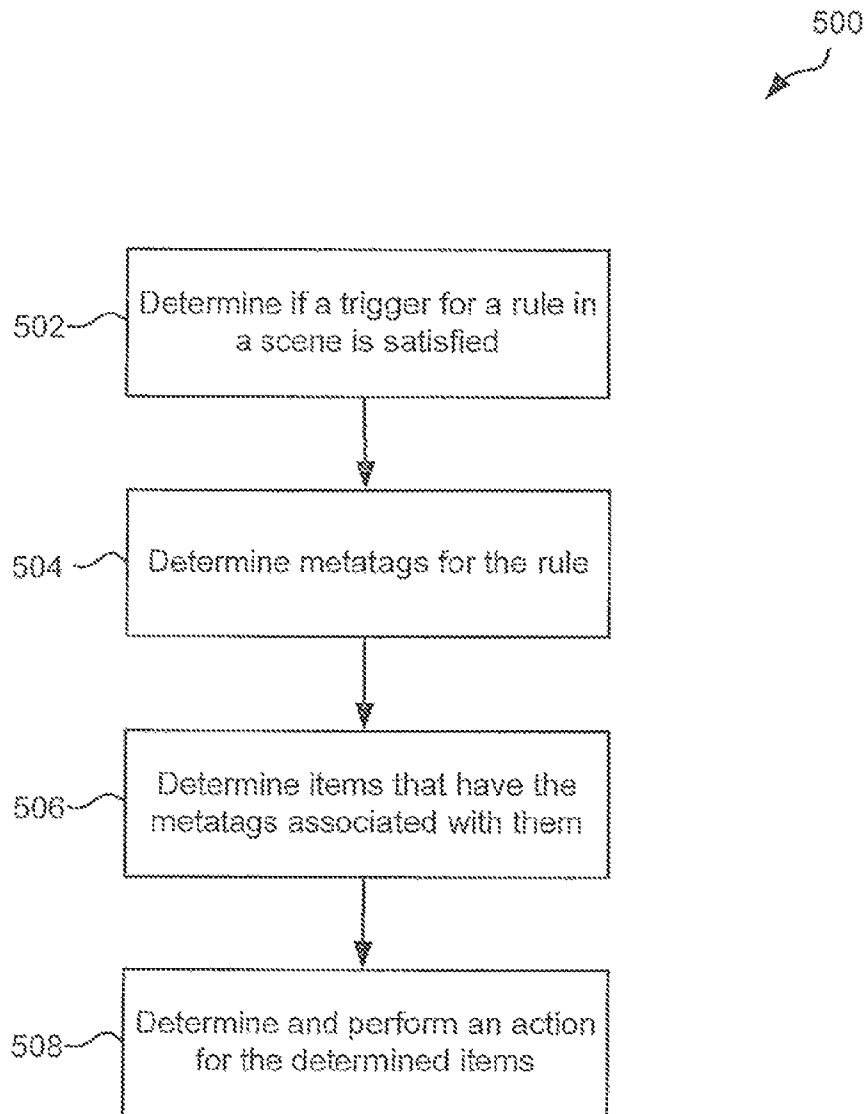 500
502
Determine if a trigger for a rule in
a scene is satisfied
504
Determine metatags for the rule
506
Determine items that have the
metatags associated with them
508
Determine and perform an action
for the determined items